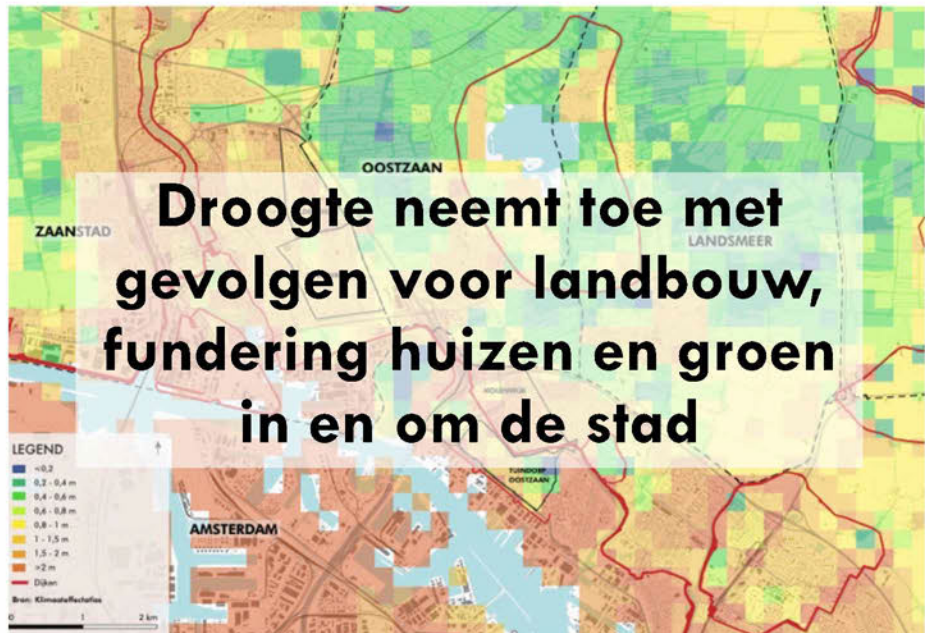 OOSTZAAN
ZAANSTAD
LANDSMEER
Droogte neemt toe met
gevolgen voor landbouw,
fundering huizen en groen
in en om de stad
MOLENWIJK
TUINDORP
OOSTZAAN
AMSTERDAM
LEGEND
<0,2
0,2 - 0,4 m
0,4 - 0,6 m
0,6 - 0,8 m
0,8 - 1 m
1 - 1,5 m
1,5 - 2 m
>2 m
Dijken
Bron: Klimaateffectatlas
0 1 2 km